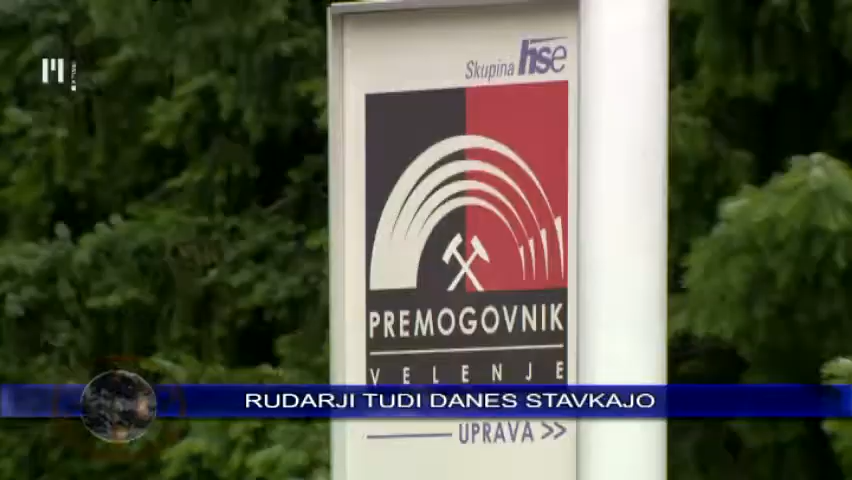 Skupina hse
PREMOGOVNIK
VELENJE
RUDARJI TUDI DANES STAVKAJO
UPRAVA >>